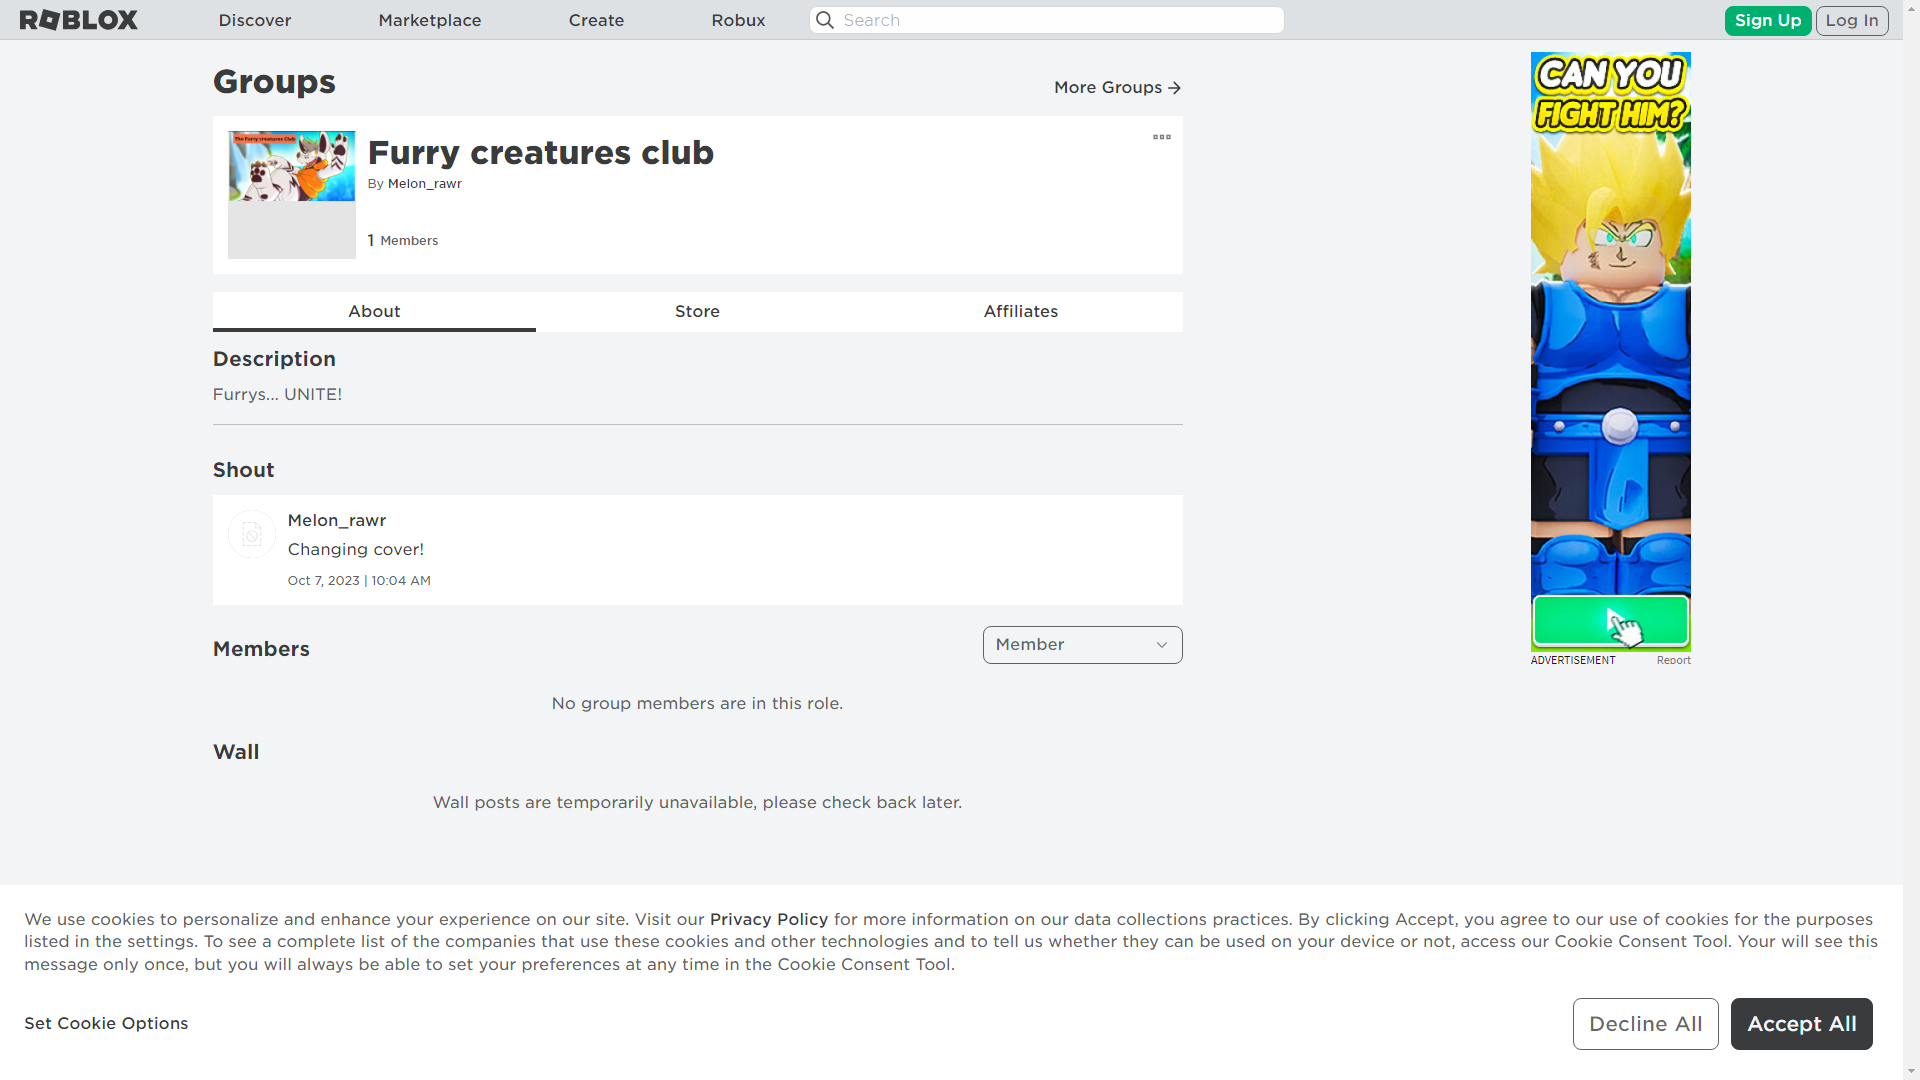 ROBLOX
Discover
Marketplace
Create
Robux
Search
Sign Up
Log In
Groups
More Groups
The Furry creatures Club
Furry creatures club
By Melon_rawr
1 Members
About
Store
Affiliates
Description
Furrys... UNITE!
Shout
Melon_rawr
Changing cover!
Oct 7, 2023 | 10:04 AM
Members
Member
No group members are in this role.
Wall
Wall posts are temporarily unavailable, please check back later.
CAN YOU
FIGHT HIM?
ADVERTISEMENT
Report
We use cookies to personalize and enhance your experience on our site. Visit our Privacy Policy for more information on our data collections practices. By clicking Accept, you agree to our use of cookies for the purposes
listed in the settings. To see a complete list of the companies that use these cookies and other technologies and to tell us whether they can be used on your device or not, access our Cookie Consent Tool. Your will see this
message only once, but you will always be able to set your preferences at any time in the Cookie Consent Tool.
Set Cookie Options
Decline All
Accept All